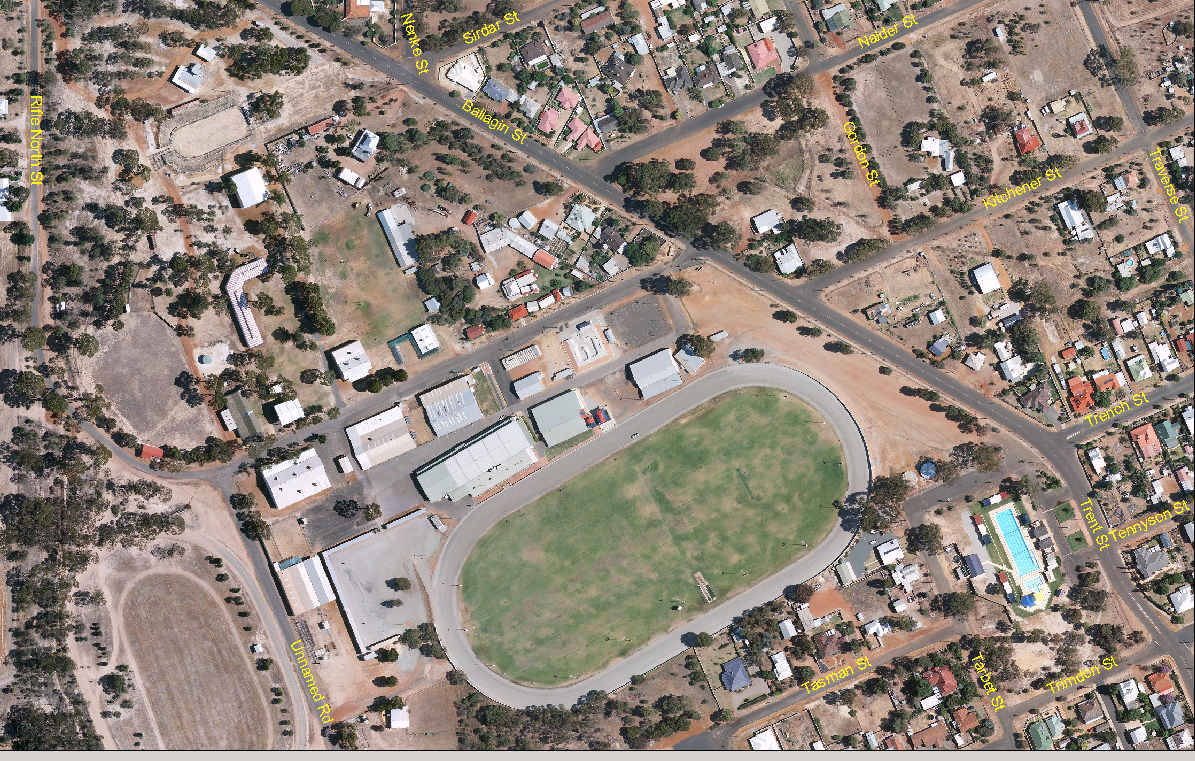 Nenke St
Sirdar St
Nalder St
Rifle North St
Ballagin St
Gordon St
Kitchener St
Traverse St
Trench St
Trent St
Tennyson St
Unnamed Rd
Tasman St
Talbot St
Trimdon St